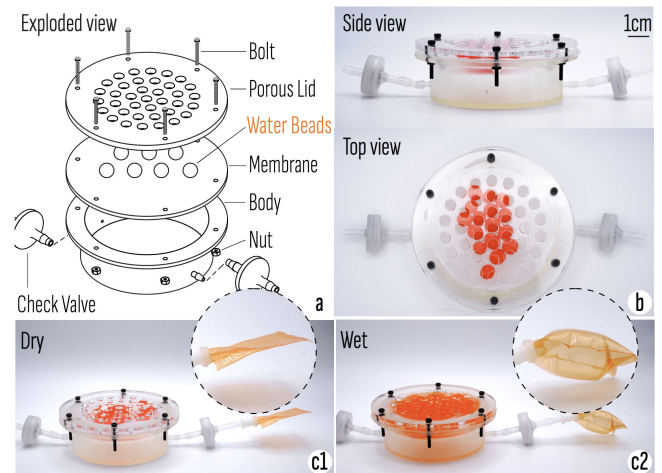 Exploded view
Bolt
Porous Lid
Water Beads
Membrane
Body
Nut
Check Valve
a
Side view
1cm
Top view
b
Dry
c1
Wet
c2